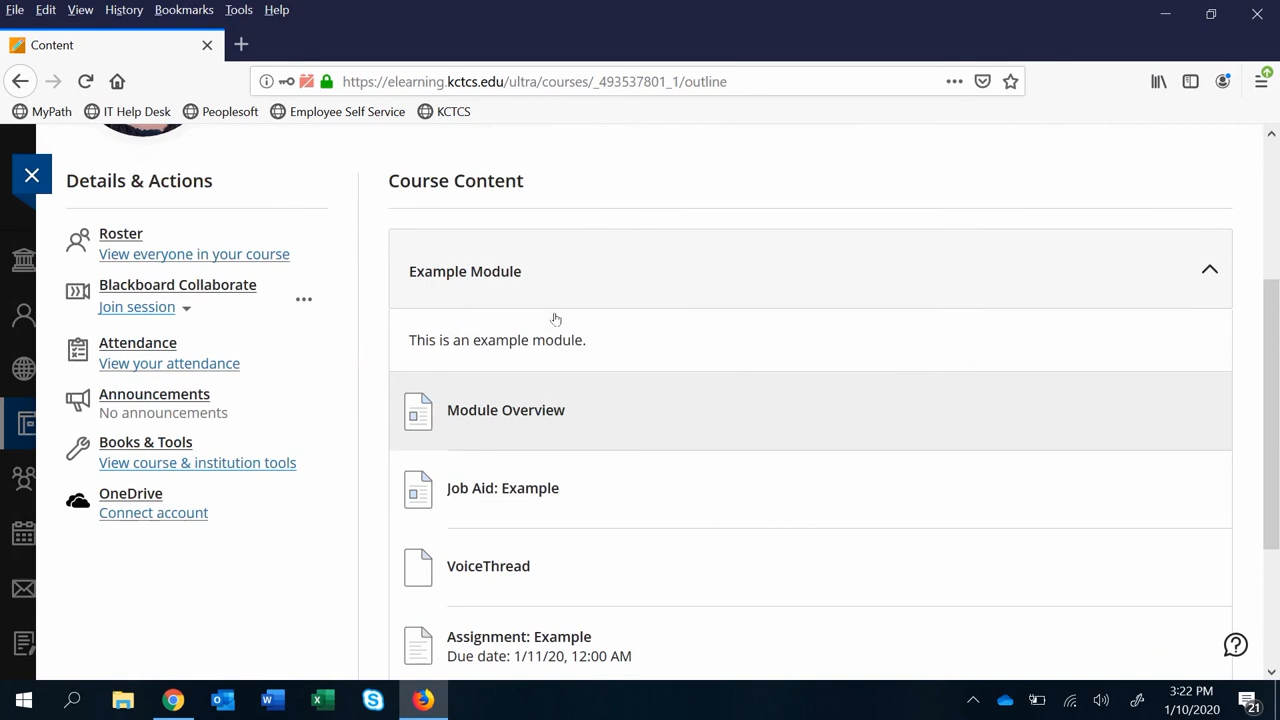 File Edit View History Bookmarks Tools Help
Content
https://elearning.kctcs.edu/ultra/courses/_493537801_1/outline
MyPath IT Help Desk Peoplesoft Employee Self Service KCTCS
Details & Actions
Course Content
Roster
View everyone in your course
Example Module
Blackboard Collaborate
Join session
This is an example module.
Attendance
View your attendance
Announcements
No announcements
Module Overview
Books & Tools
View course & institution tools
Job Aid: Example
OneDrive
Connect account
VoiceThread
Assignment: Example
Due date: 1/11/20, 12:00 AM
3:22 PM
1/10/2020
21